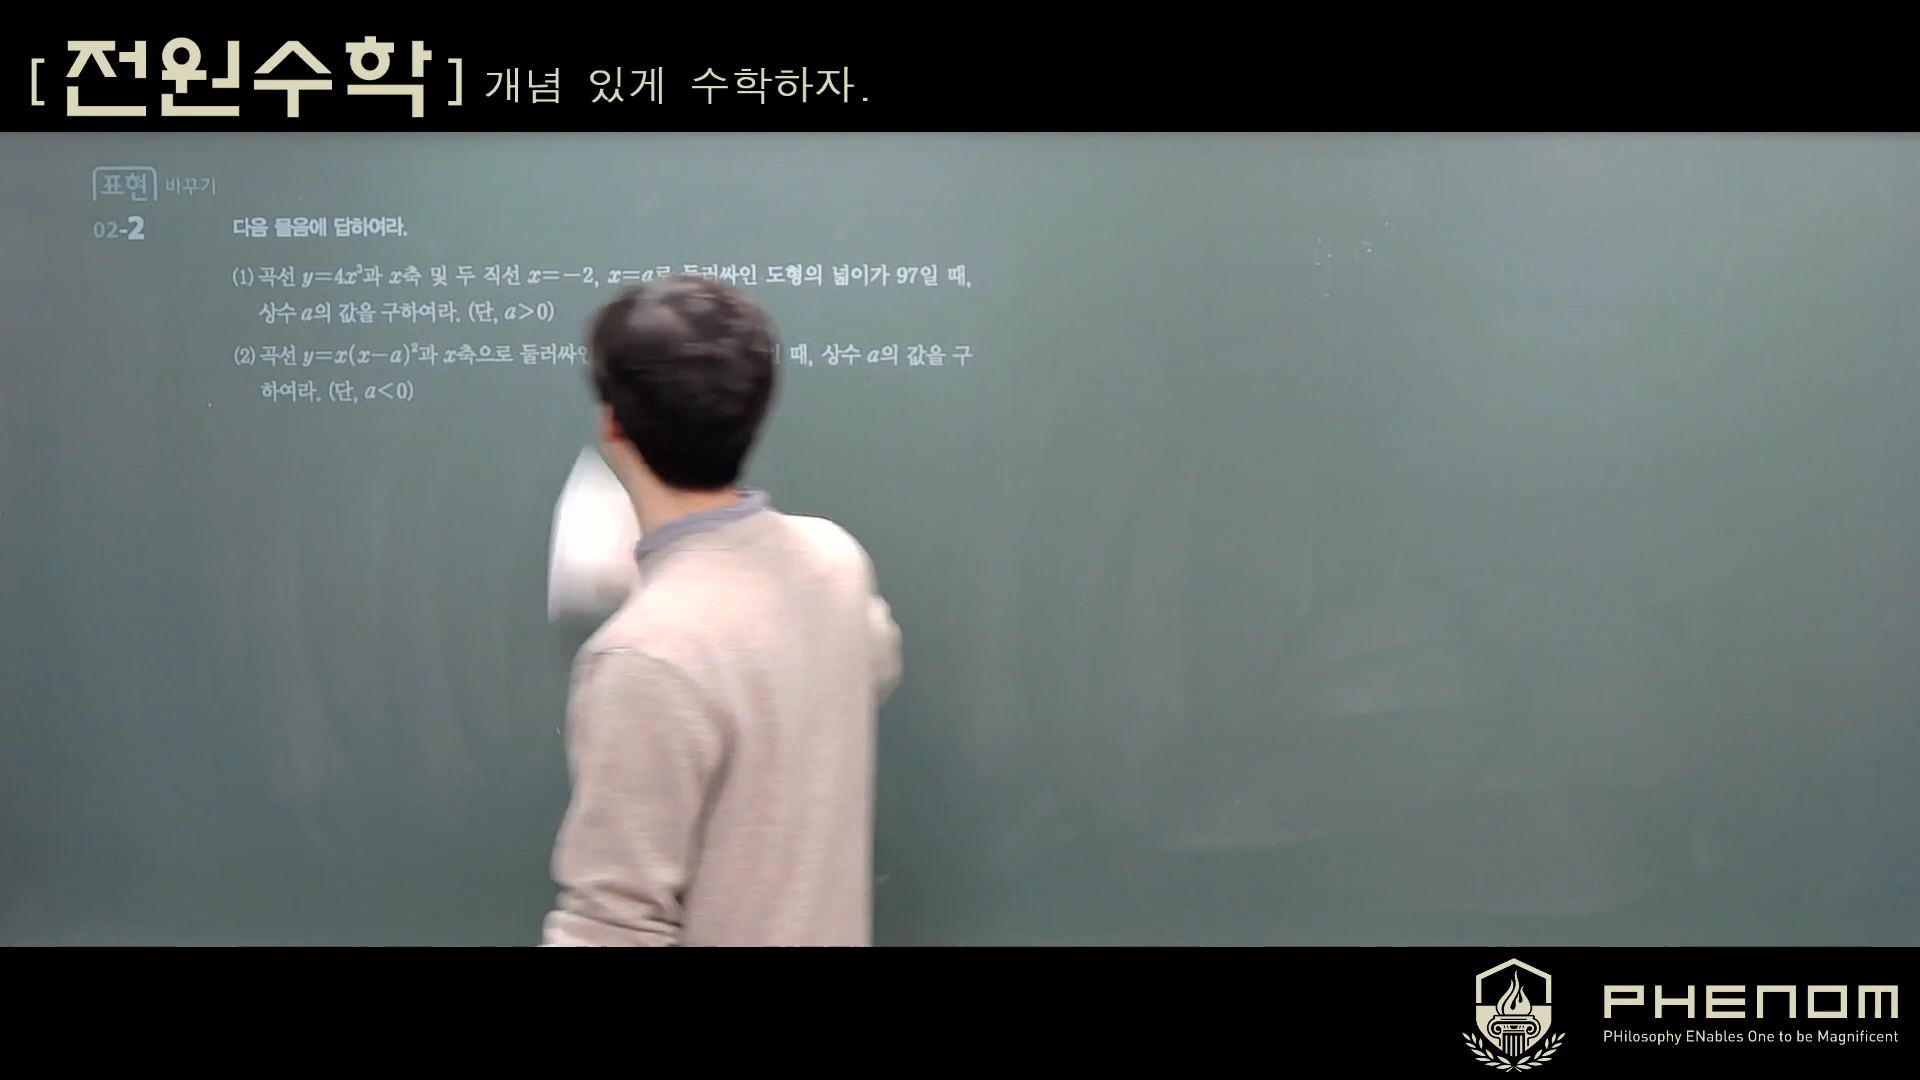 [전원수학] 개념 있게 수학하자.
표현 바꾸기
02-2 다음 물음에 답하여라.
(1) 곡선 y=4x³과 x축 및 두 직선 x=-2, x=a로 둘러싸인 도형의 넓이가 97일 때,
상수 a의 값을 구하여라. (단, a>0)
(2) 곡선 y=x(x-a)²과 x축으로 때, 상수 a의 값을 구
하여라. (단, a<0)
PHENOM
PHilosophy ENables One to be Magnificent